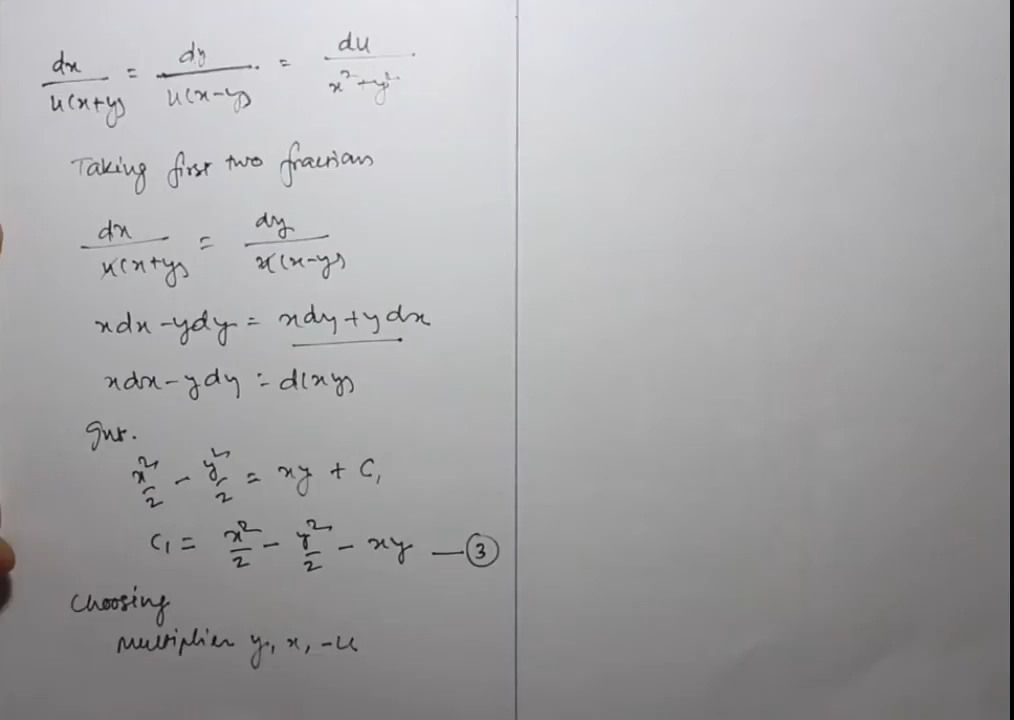 dx/u(x+y) = dy/u(x-y) = du/x²+y²
Taking first two fractions
dx/u(x+y) = dy/u(x-y)
xdx - ydy = xdy + ydx
xdx - ydy = d(xy)
Int.
x²/2 - y²/2 = xy + C₁
C₁ = x²/2 - y²/2 - xy — ③
Choosing
multiplier y, x, -u